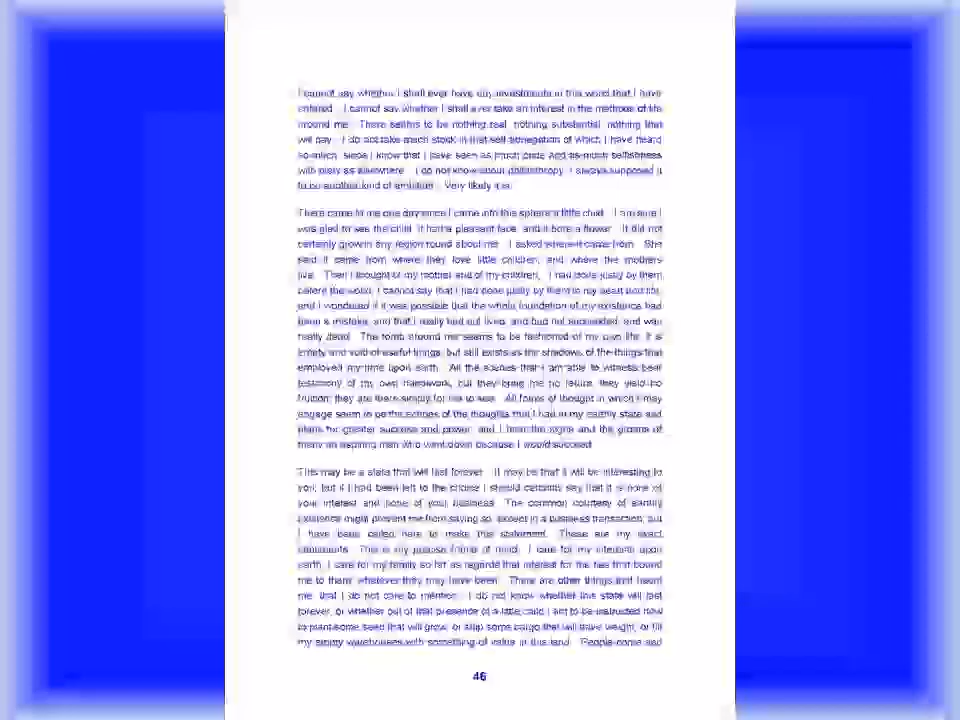 I cannot say whether I shall ever have any investments in this world that I have
entered. I cannot say whether I shall ever take an interest in the methods of life
around me. There seems to be nothing real, nothing substantial, nothing that
will pay. I do not take much stock in that self abnegation of which I have heard
so much, since I know that I have seen as much pride and as much selfishness
with piety as elsewhere. I do not know about philanthropy. I always supposed it
to be another kind of ambition. Very likely it is.
There came to me one day since I came into this sphere a little child. I am sure I
was glad to see the child, it had a pleasant face, and it bore a flower. It did not
certainly grow in any region round about me. I asked where it came from. She
said it came from where they love little children, and where the mothers
live. Then I thought of my mother and of my children. I had done justly by them
before the world, I cannot say that I had done justly by them in my heart and life,
and I wondered if it was possible that the whole foundation of my existence had
been a mistake, and that I really had not lived, and had not succeeded, and was
really dead. The tomb around me seems to be fashioned of my own life. It is
empty and void of useful things, but still exists as the shadows of the things that
employed my time upon earth. All the scenes that I am able to witness bear
testimony of my own handiwork, but they bring me no return, they yield no
fruition; they are there simply for me to see. All forms of thought in which I may
engage seem to be the echoes of the thoughts that I had in my earthly state and
plans for greater success and power, and I hear the sighs and the groans of
many an aspiring man who went down because I would succeed.
This may be a state that will last forever. It may be that it will be interesting to
you, but if I had been left to the choice I should certainly say that it is none of
your interest and none of your business. The common courtesy of earthly
existence might prevent me from saying so, except in a business transaction, but
I have been called here to make this statement. These are my exact
sentiments. This is my precise frame of mind. I care for my interests upon
earth. I care for my family so far as regards that interest for the ties that bound
me to them, whatever they may have been. There are other things that haunt
me, that I do not care to mention. I do not know whether this state will last
forever, or whether out of that presence of a little child I am to be instructed how
to plant some seed that will grow, or ship some cargo that will have weight, or fill
my empty warehouses with something of value in this land. People come and
46